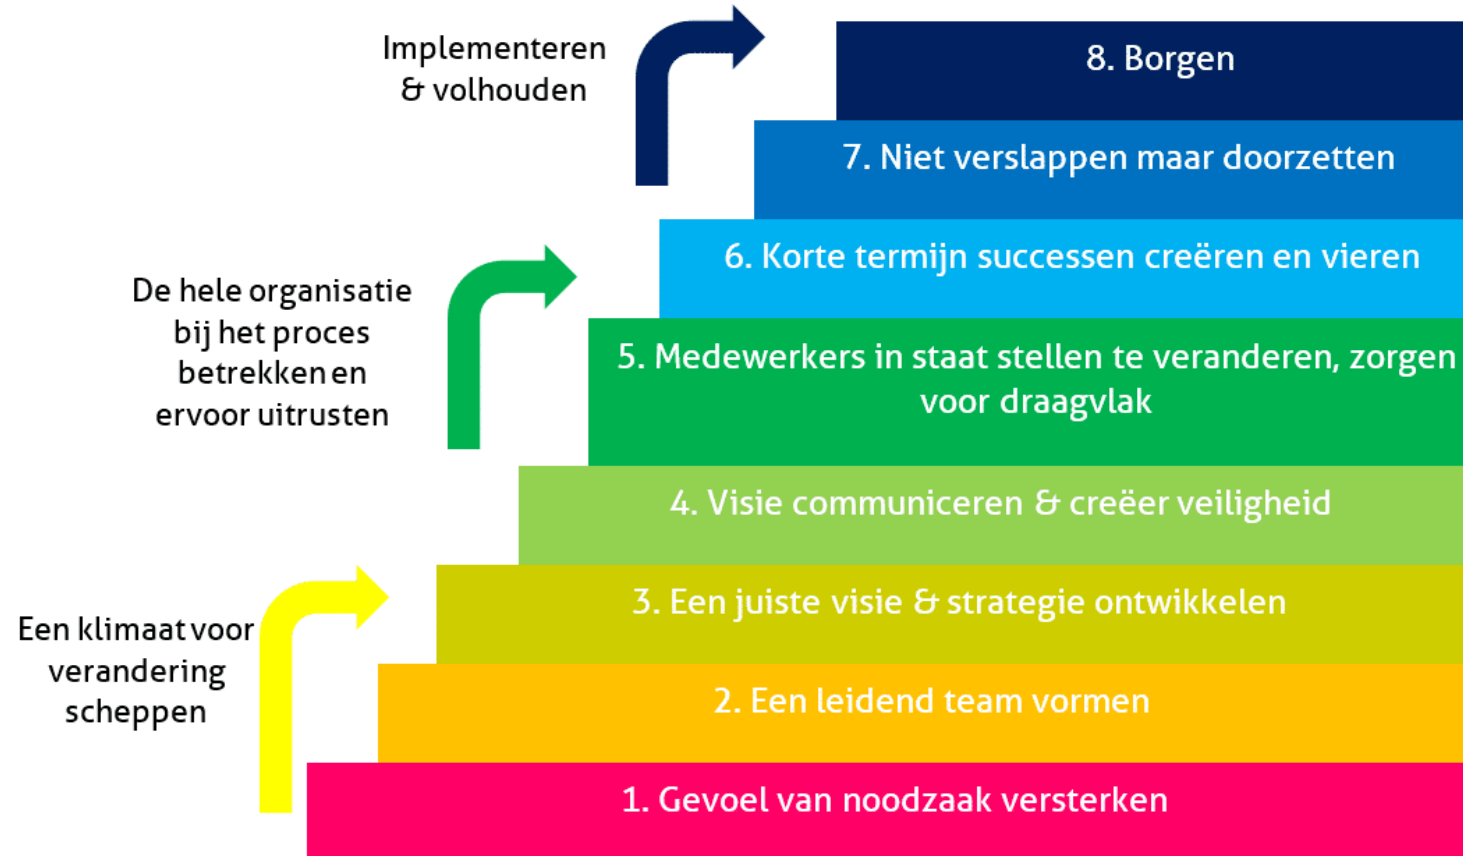 Implementeren
& volhouden
8. Borgen
7. Niet verslappen maar doorzetten
6. Korte termijn successen creëren en vieren
De hele organisatie
bij het proces
betrekken en
ervoor uitrusten
5. Medewerkers in staat stellen te veranderen, zorgen
voor draagvlak
4. Visie communiceren & creëer veiligheid
Een klimaat voor
verandering
scheppen
3. Een juiste visie & strategie ontwikkelen
2. Een leidend team vormen
1. Gevoel van noodzaak versterken